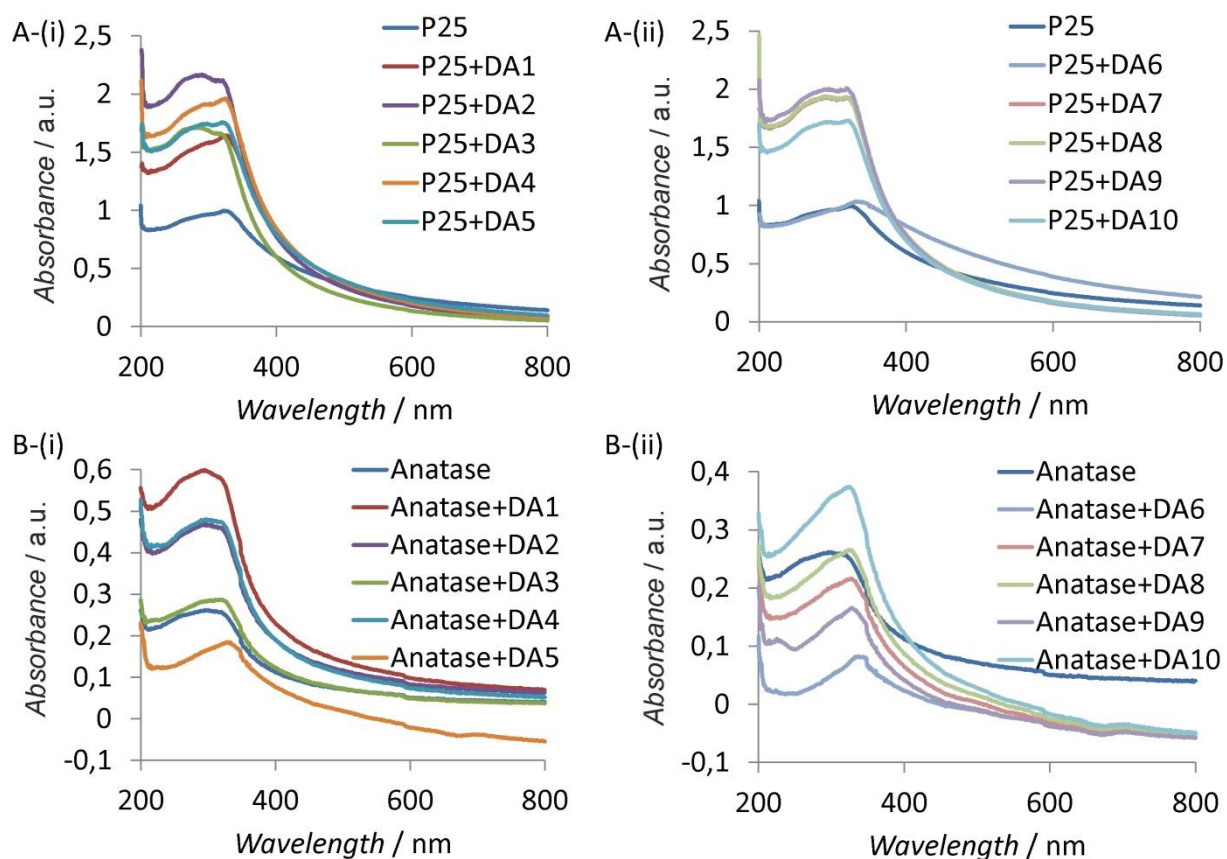 A-(i)
2,5
2
1,5
1
0,5
0
Absorbance / a.u.
200 400 600 800
Wavelength / nm
P25
P25+DA1
P25+DA2
P25+DA3
P25+DA4
P25+DA5
A-(ii)
2,5
2
1,5
1
0,5
0
Absorbance / a.u.
200 400 600 800
Wavelength / nm
P25
P25+DA6
P25+DA7
P25+DA8
P25+DA9
P25+DA10
B-(i)
0,6
0,5
0,4
0,3
0,2
0,1
0
-0,1
Absorbance / a.u.
200 400 600 800
Wavelength / nm
Anatase
Anatase+DA1
Anatase+DA2
Anatase+DA3
Anatase+DA4
Anatase+DA5
B-(ii)
0,4
0,3
0,2
0,1
0
-0,1
Absorbance / a.u.
200 400 600 800
Wavelength / nm
Anatase
Anatase+DA6
Anatase+DA7
Anatase+DA8
Anatase+DA9
Anatase+DA10